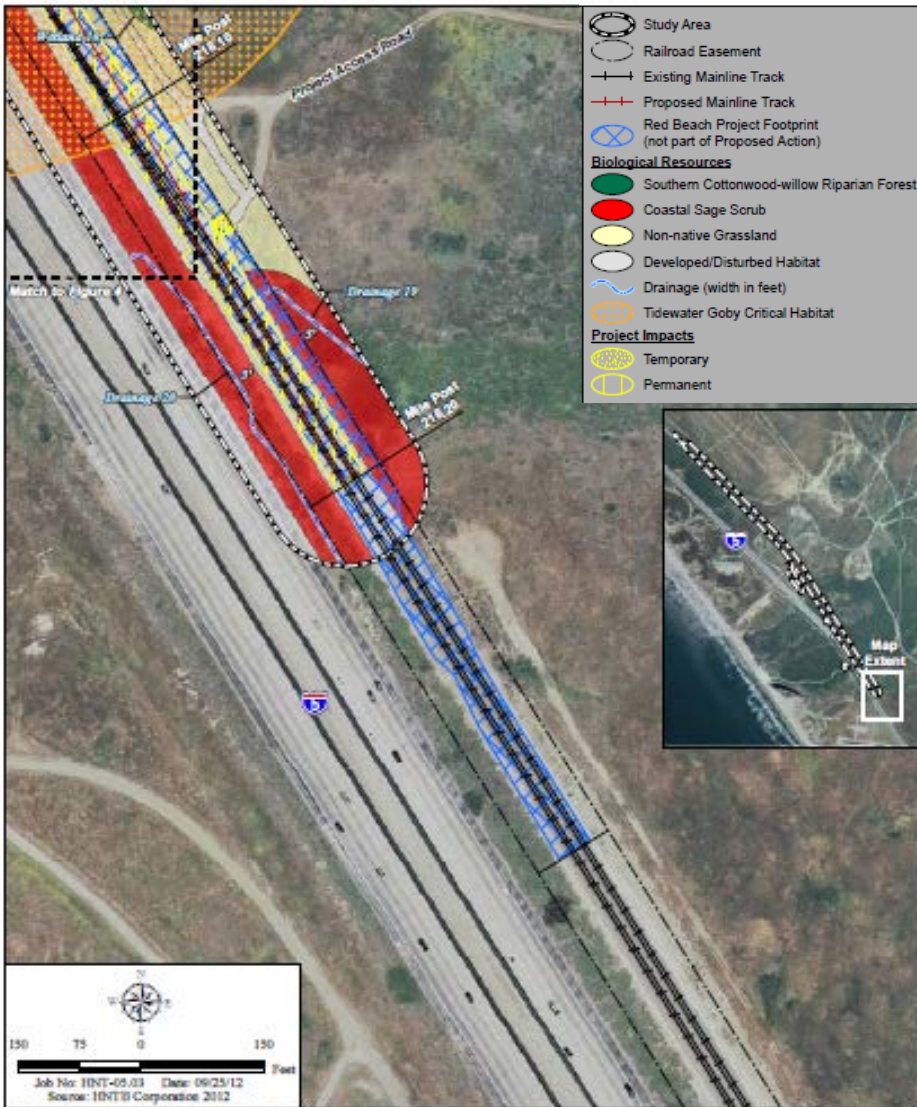 Study Area
Railroad Easement
Existing Mainline Track
Proposed Mainline Track
Red Beach Project Footprint
(not part of Proposed Action)
Biological Resources
Southern Cottonwood-willow Riparian Forest
Coastal Sage Scrub
Non-native Grassland
Developed/Disturbed Habitat
Drainage (width in feet)
Tidewater Goby Critical Habitat
Project Impacts
Temporary
Permanent
Mile Post
218.10
Project Access Road
Match to Figure 4
Drainage 19
3'
3'
Drainage 20
Mile Post
218.20
5
5
Map
Extent
N
W E
S
150 75 0 150
Feet
Job No: HNT-05.03 Date: 09/25/12
Source: HNTB Corporation 2012